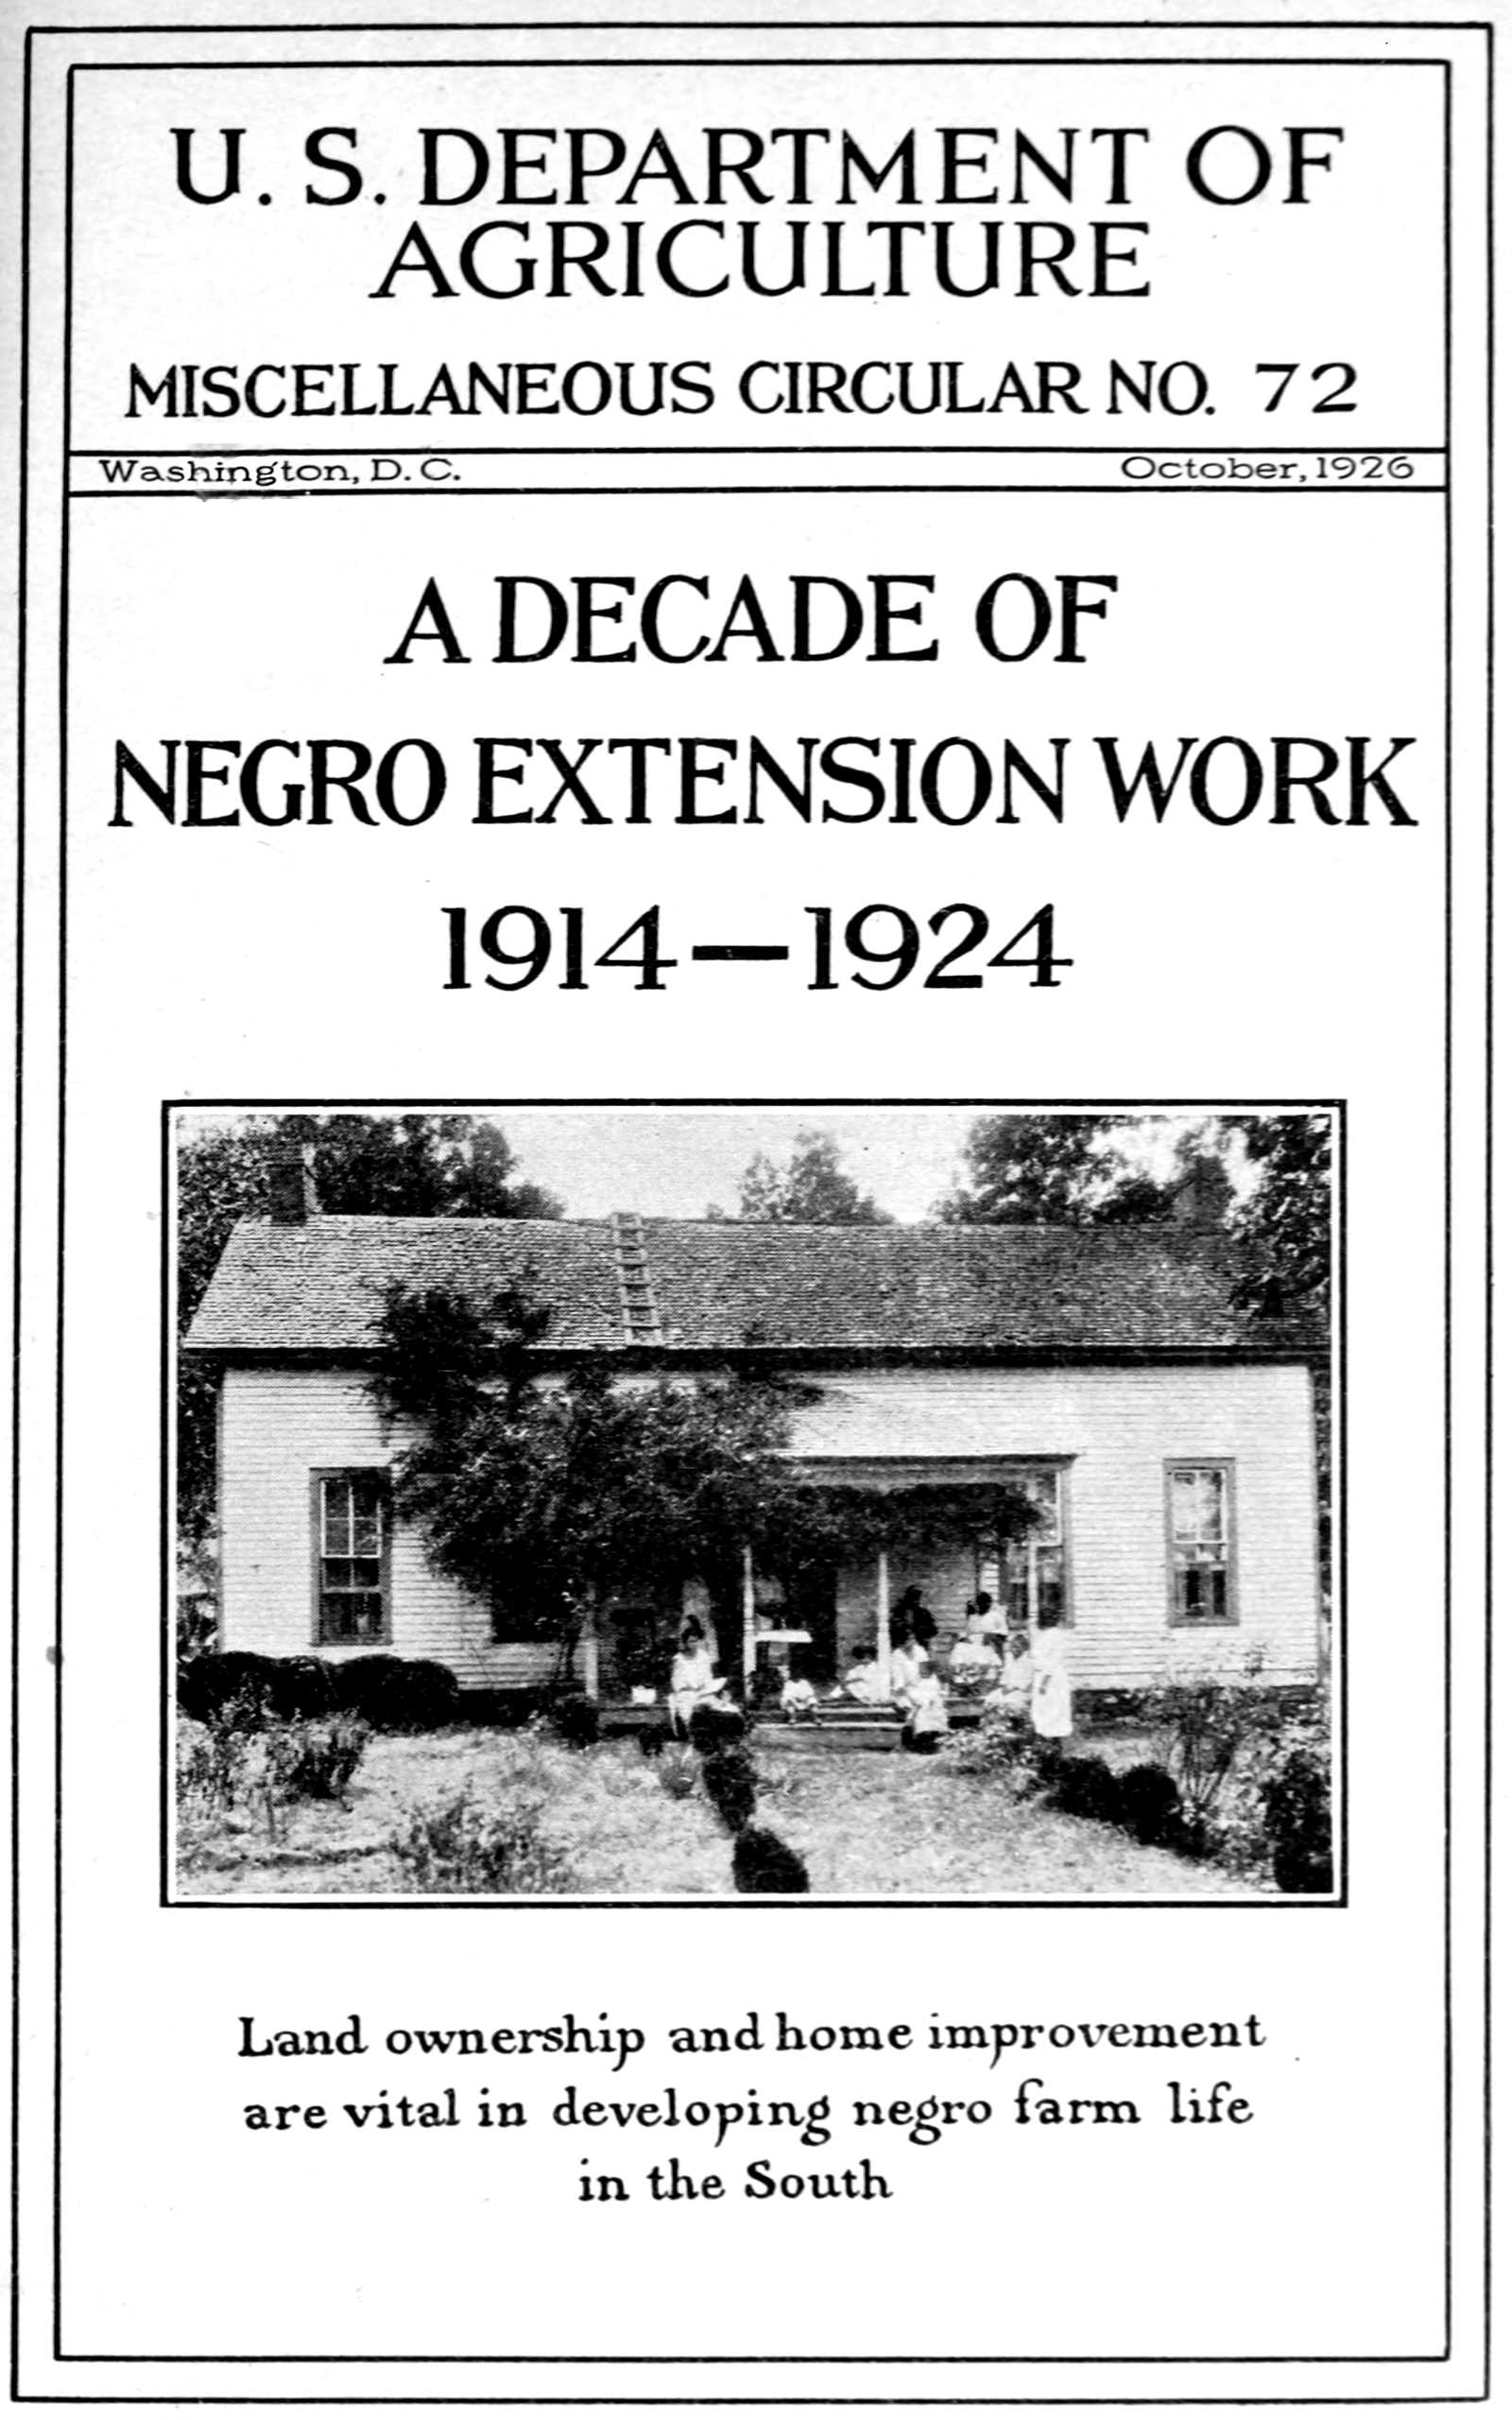 U. S. DEPARTMENT OF
AGRICULTURE
MISCELLANEOUS CIRCULAR NO. 72
Washington, D. C. October, 1926
A DECADE OF
NEGRO EXTENSION WORK
1914—1924
Land ownership and home improvement
are vital in developing negro farm life
in the South